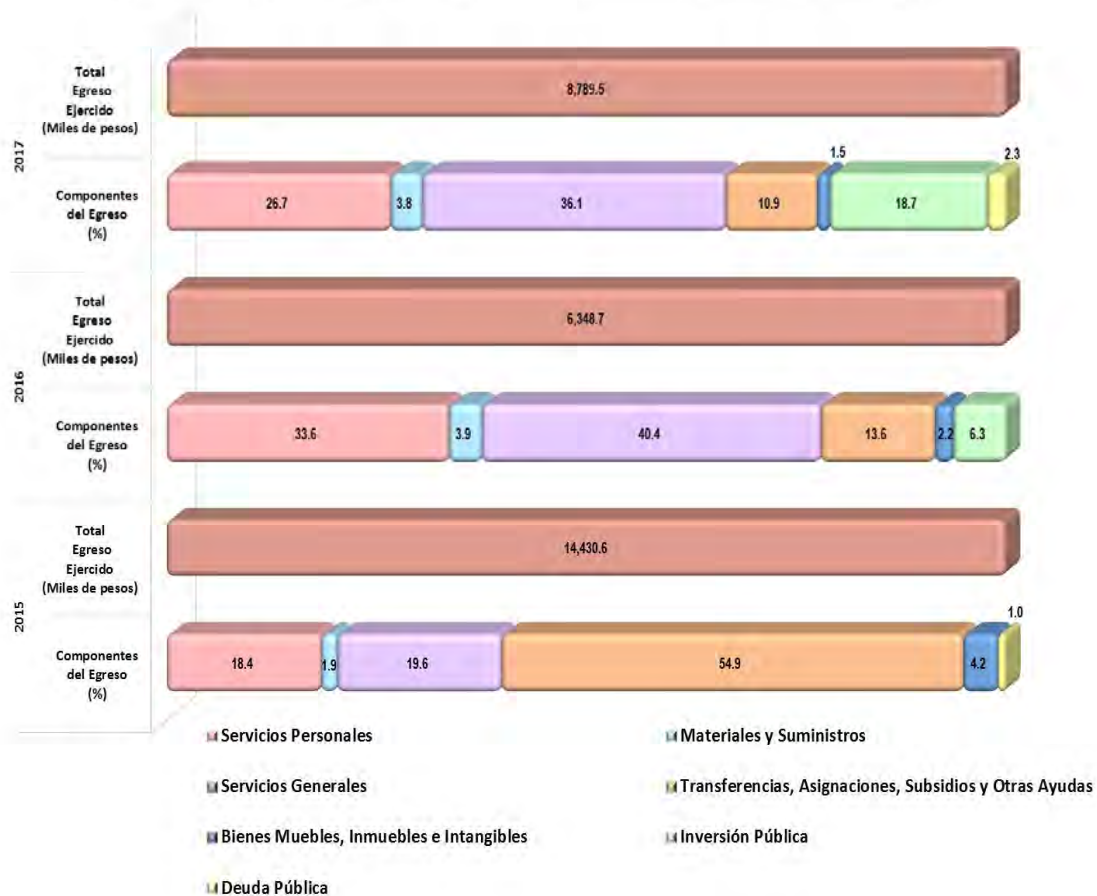 2017
Total
Egreso
Ejercido
(Miles de pesos)
8,789.5
Componentes
del Egreso
(%)
26.7
3.8
36.1
10.9
1.5
18.7
2.3
2016
Total
Egreso
Ejercido
(Miles de pesos)
6,348.7
Componentes
del Egreso
(%)
33.6
3.9
40.4
13.6
2.2
6.3
2015
Total
Egreso
Ejercido
(Miles de pesos)
14,430.6
Componentes
del Egreso
(%)
18.4
1.9
19.6
54.9
4.2
1.0
Servicios Personales
Materiales y Suministros
Servicios Generales
Transferencias, Asignaciones, Subsidios y Otras Ayudas
Bienes Muebles, Inmuebles e Intangibles
Inversión Pública
Deuda Pública